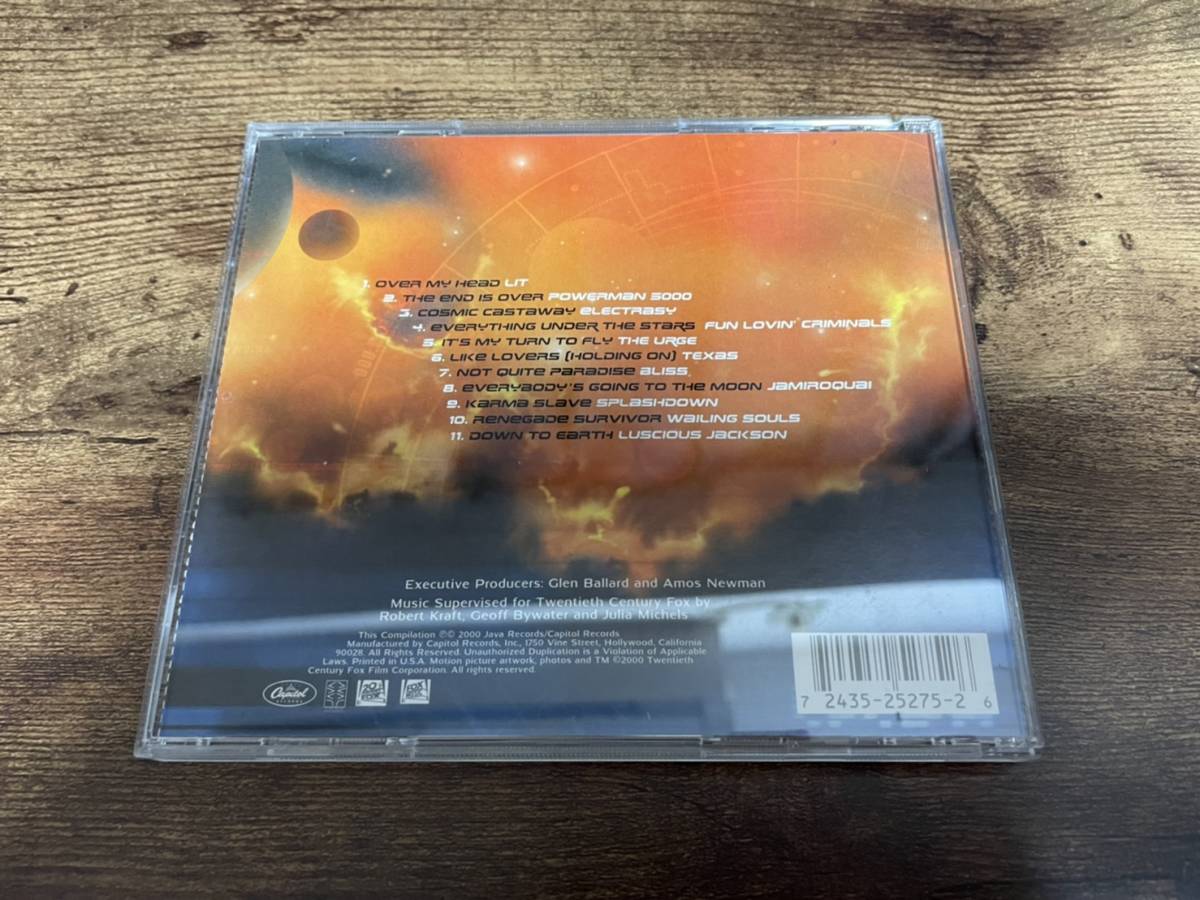 1. OVER MY HEAD LIT
2. THE END IS OVER POWERMAN 5000
3. COSMIC CASTAWAY ELECTRASY
4. EVERYTHING UNDER THE STARS FUN LOVIN' CRIMINALS
5. IT'S MY TURN TO FLY THE URGE
6. LIKE LOVERS (HOLDING ON) TEXAS
7. NOT QUITE PARADISE BLISS
8. EVERYBODY'S GOING TO THE MOON JAMIROQUAI
9. KARMA SLAVE SPLASHDOWN
10. RENEGADE SURVIVOR WAILING SOULS
11. DOWN TO EARTH LUSCIOUS JACKSON
Executive Producers: Glen Ballard and Amos Newman
Music Supervised for Twentieth Century Fox by
Robert Kraft, Geoff Bywater and Julia Michels
This Compilation ℗© 2000 Java Records/Capitol Records
Manufactured by Capitol Records, Inc., 1750 Vine Street, Hollywood, California
90028. All Rights Reserved. Unauthorized Duplication is a Violation of Applicable
Laws. Printed in U.S.A. Motion picture artwork, photos and TM ©2000 Twentieth
Century Fox Film Corporation. All rights reserved.
Capitol
RECORDS
7 2435-25275-2 6